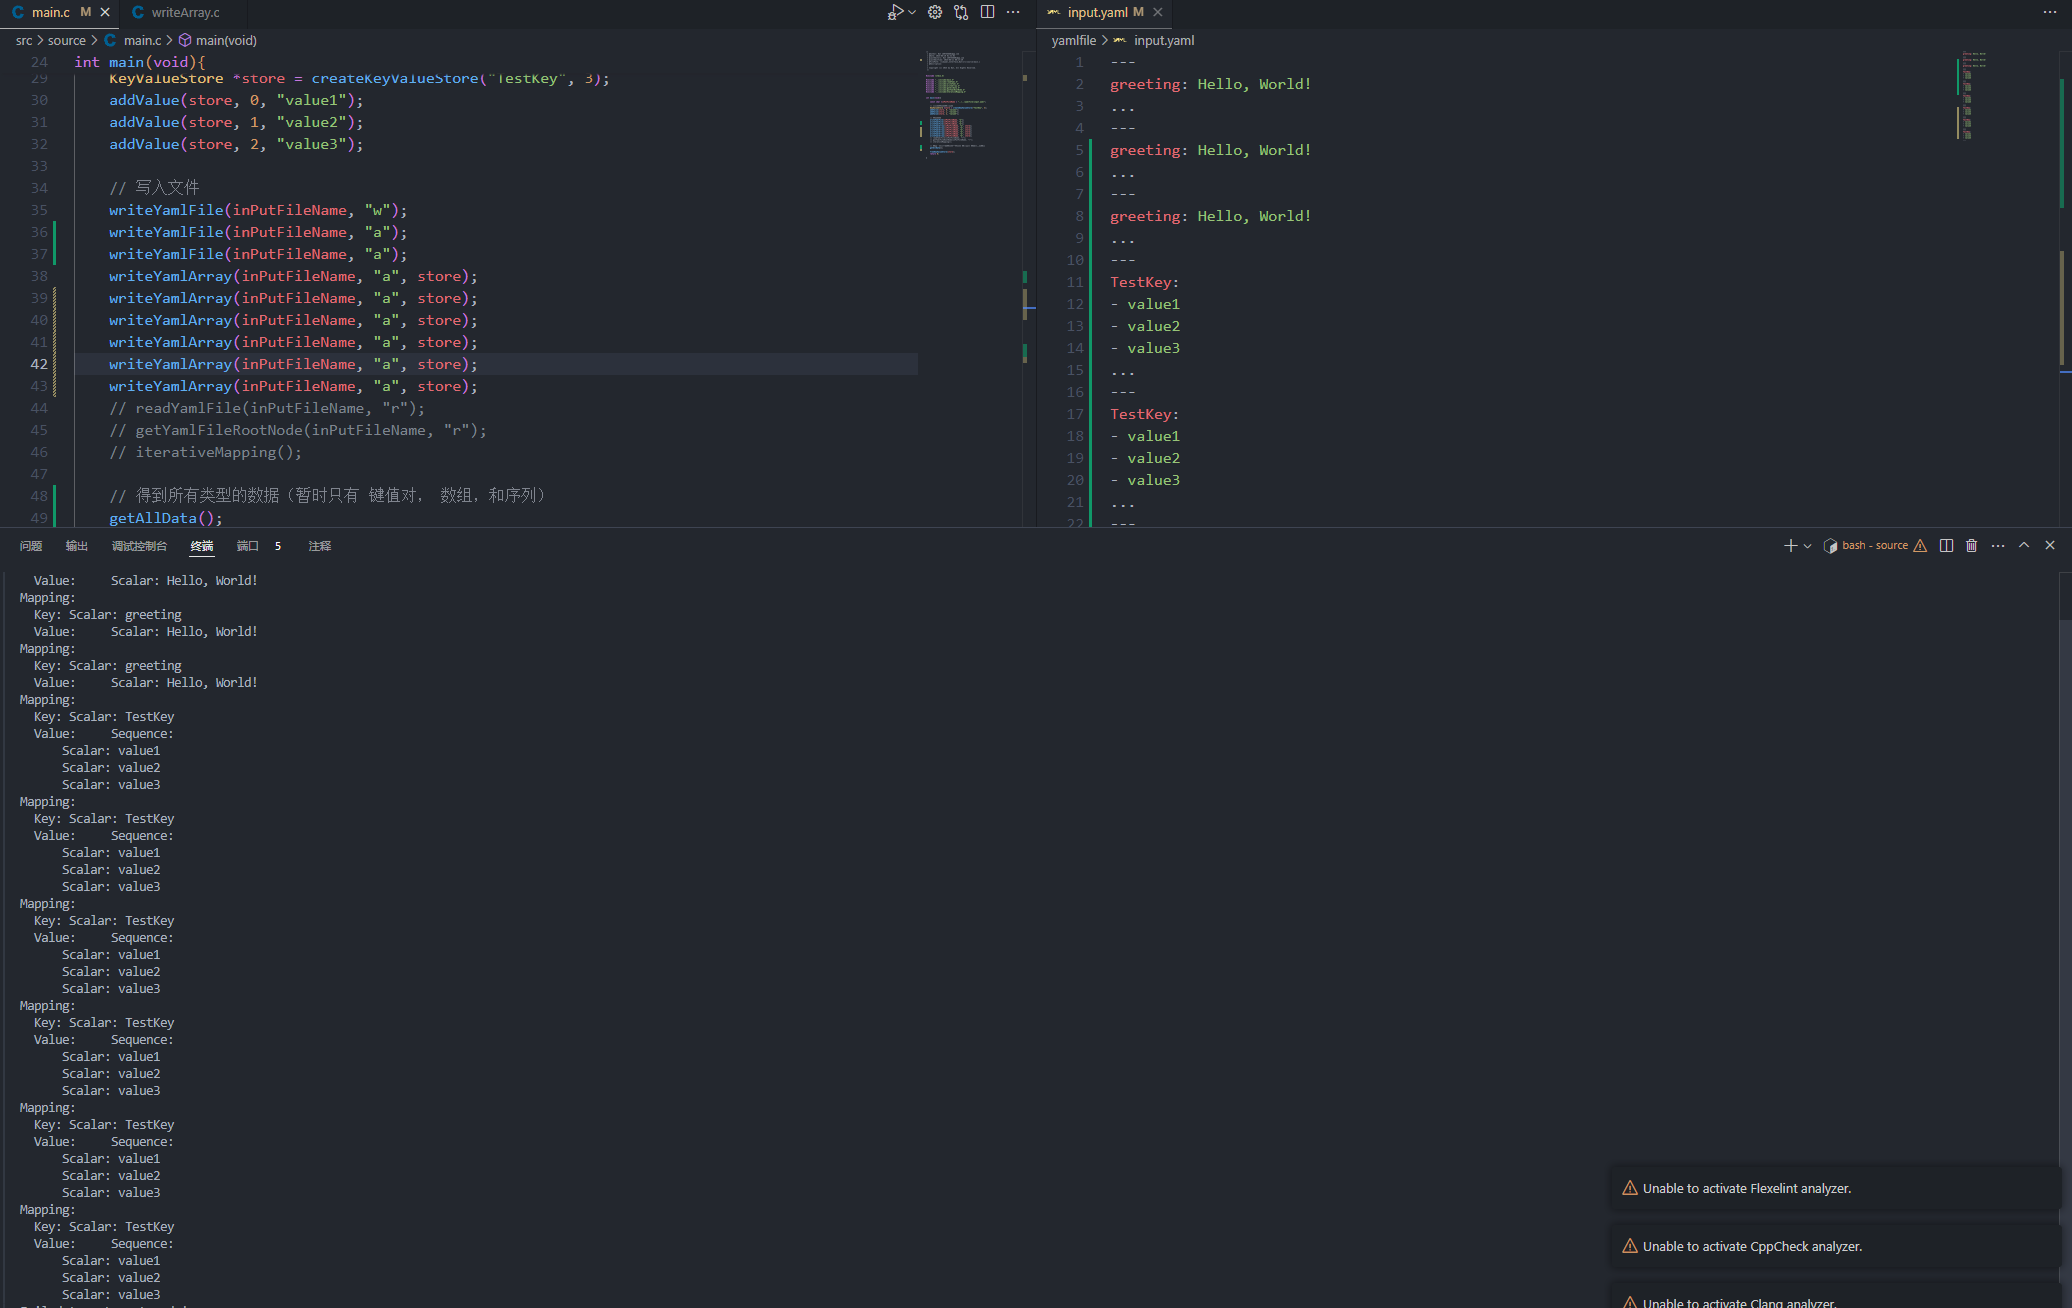 main.c M
writeArray.c
src > source > C main.c > main(void)
24 int main(void){
29 KeyValueStore *store = createKeyValueStore("TestKey", 3);
30 addValue(store, 0, "value1");
31 addValue(store, 1, "value2");
32 addValue(store, 2, "value3");
33
34 // 写入文件
35 writeYamlFile(inPutFileName, "w");
36 writeYamlFile(inPutFileName, "a");
37 writeYamlFile(inPutFileName, "a");
38 writeYamlArray(inPutFileName, "a", store);
39 writeYamlArray(inPutFileName, "a", store);
40 writeYamlArray(inPutFileName, "a", store);
41 writeYamlArray(inPutFileName, "a", store);
42 writeYamlArray(inPutFileName, "a", store);
43 writeYamlArray(inPutFileName, "a", store);
44 // readYamlFile(inPutFileName, "r");
45 // getYamlFileRootNode(inPutFileName, "r");
46 // iterativeMapping();
47
48 // 得到所有类型的数据（暂时只有 键值对， 数组，和序列）
49 getAllData();
input.yaml M
yamlfile > input.yaml
1 ---
2 greeting: Hello, World!
3 ...
4 ---
5 greeting: Hello, World!
6 ...
7 ---
8 greeting: Hello, World!
9 ...
10 ---
11 TestKey:
12 - value1
13 - value2
14 - value3
15 ...
16 ---
17 TestKey:
18 - value1
19 - value2
20 - value3
21 ...
22 ---
问题 输出 调试控制台 终端 端口 5 注释
bash - source
Value: Scalar: Hello, World!
Mapping:
Key: Scalar: greeting
Value: Scalar: Hello, World!
Mapping:
Key: Scalar: greeting
Value: Scalar: Hello, World!
Mapping:
Key: Scalar: TestKey
Value: Sequence:
Scalar: value1
Scalar: value2
Scalar: value3
Mapping:
Key: Scalar: TestKey
Value: Sequence:
Scalar: value1
Scalar: value2
Scalar: value3
Mapping:
Key: Scalar: TestKey
Value: Sequence:
Scalar: value1
Scalar: value2
Scalar: value3
Mapping:
Key: Scalar: TestKey
Value: Sequence:
Scalar: value1
Scalar: value2
Scalar: value3
Mapping:
Key: Scalar: TestKey
Value: Sequence:
Scalar: value1
Scalar: value2
Scalar: value3
Mapping:
Key: Scalar: TestKey
Value: Sequence:
Scalar: value1
Scalar: value2
Scalar: value3
Unable to activate Flexelint analyzer.
Unable to activate CppCheck analyzer.
Unable to activate Clang analyzer.